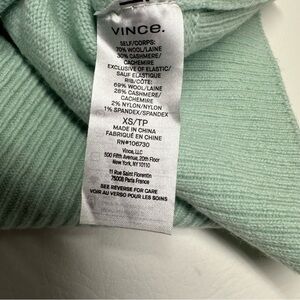 VINCE.
SELF/CORPS:
70% WOOL/LAINE
30% CASHMERE/
CACHEMIRE
EXCLUSIVE OF ELASTIC/
SAUF ELASTIQUE
RIB/CÔTE:
69% WOOL/LAINE
28% CASHMERE/
CACHEMIRE
2% NYLON/NYLON
1% SPANDEX/SPANDEX
XS/TP
MADE IN CHINA
FABRIQUÉ EN CHINE
RN#106730
Vince, LLC
500 Fifth Avenue, 20th Floor
New York, NY 10110
11 Rue Saint Florentin
75008 Paris France
SEE REVERSE FOR CARE
VOIR AU VERSO POUR LES SOINS